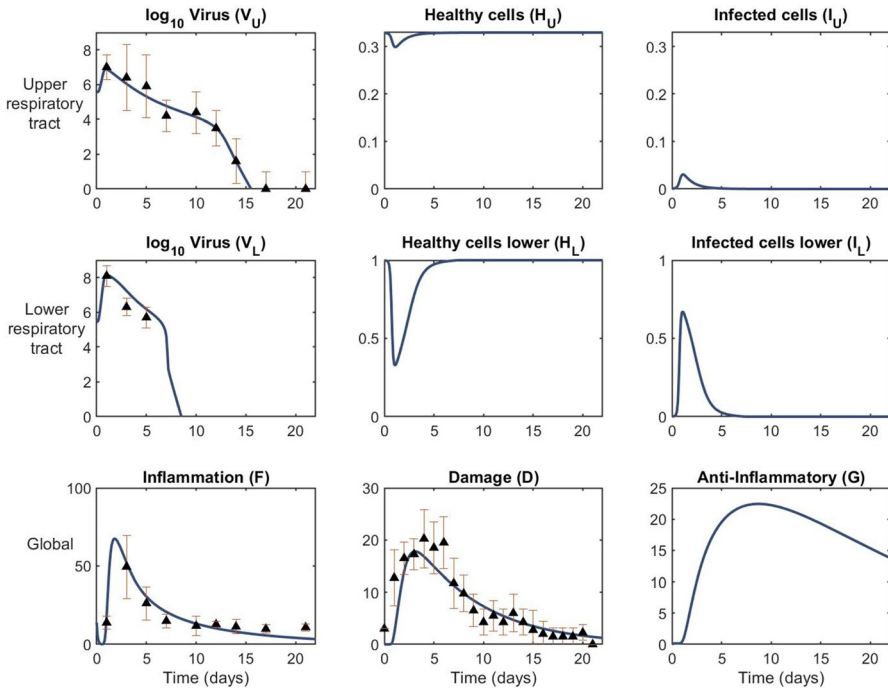 log10 Virus (VU)
Healthy cells (HU)
Infected cells (IU)
Upper
respiratory
tract
8
6
4
2
0
0 5 10 15 20
0.3
0.2
0.1
0
0 5 10 15 20
0.3
0.2
0.1
0
0 5 10 15 20
log10 Virus (VL)
Healthy cells lower (HL)
Infected cells lower (IL)
Lower
respiratory
tract
8
6
4
2
0
0 5 10 15 20
1
0.5
0
0 5 10 15 20
1
0.5
0
0 5 10 15 20
Inflammation (F)
Damage (D)
Anti-Inflammatory (G)
Global
100
50
0
0 5 10 15 20
Time (days)
30
20
10
0
0 5 10 15 20
Time (days)
25
20
15
10
5
0
0 5 10 15 20
Time (days)